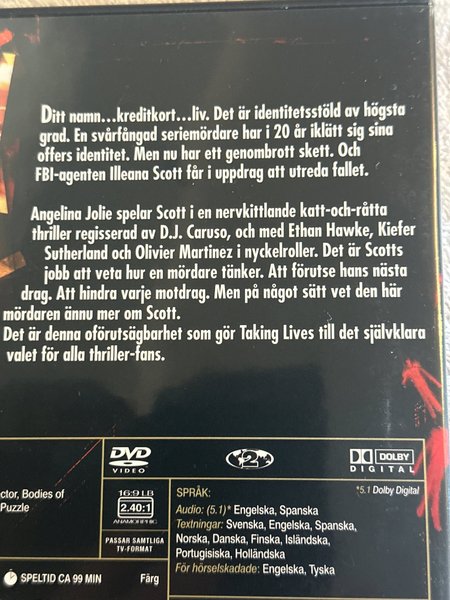 Ditt namn...kreditkort...liv. Det är identitetsstöld av högsta
grad. En svårfångad seriemördare har i 20 år iklätt sig sina
offers identitet. Men nu har ett genombrott skett. Och
FBI-agenten Illeana Scott får i uppdrag att utreda fallet.
Angelina Jolie spelar Scott i en nervkittlande katt-och-råtta
thriller regisserad av D.J. Caruso, och med Ethan Hawke, Kiefer
Sutherland och Olivier Martinez i nyckelroller. Det är Scotts
jobb att veta hur en mördare tänker. Att förutse hans nästa
drag. Att hindra varje motdrag. Men på något sätt vet den här
mördaren ännu mer om Scott.
Det är denna oförutsägbarhet som gör Taking Lives till det självklara
valet för alla thriller-fans.
DVD
VIDEO
2
DOLBY
DIGITAL
*5.1 Dolby Digital
ctor, Bodies of
Puzzle
16:9 LB
2.40:1
ANAMORPHIC
PASSAR SAMTLIGA
TV-FORMAT
SPRÅK:
Audio: (5.1)* Engelska, Spanska
Textningar: Svenska, Engelska, Spanska,
Norska, Danska, Finska, Isländska,
Portugisiska, Holländska
För hörselskadade: Engelska, Tyska
SPELTID CA 99 MIN
Färg